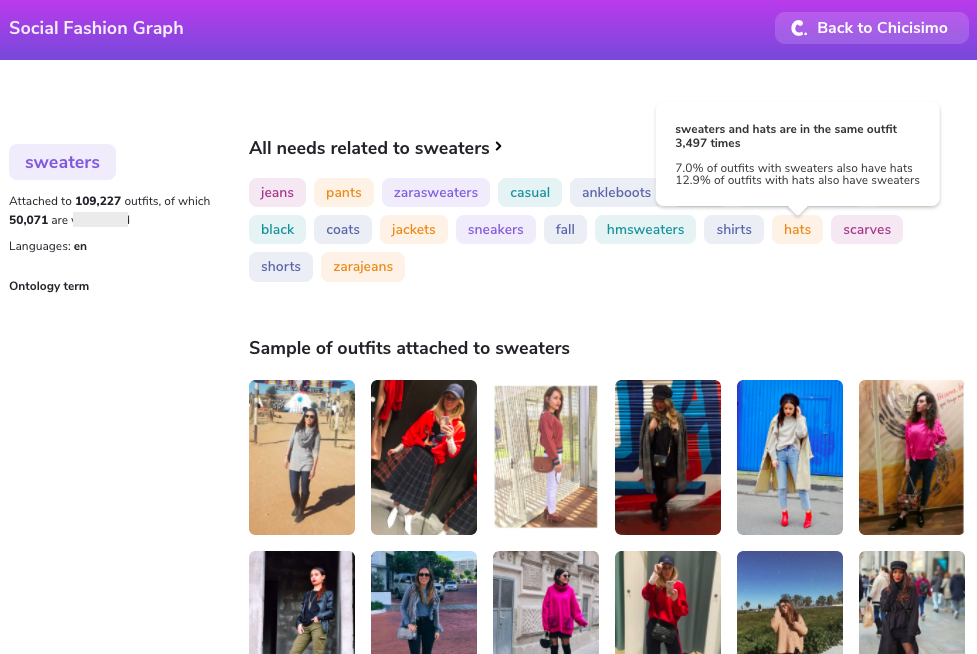 Social Fashion Graph
Back to Chicisimo
sweaters and hats are in the same outfit
3,497 times
7.0% of outfits with sweaters also have hats
12.9% of outfits with hats also have sweaters
sweaters
Attached to 109,227 outfits, of which
50,071 are
Languages: en
Ontology term
All needs related to sweaters >
jeans pants zarasweaters casual ankleboots
black coats jackets sneakers fall hmsweaters shirts hats scarves
shorts zarajeans
Sample of outfits attached to sweaters